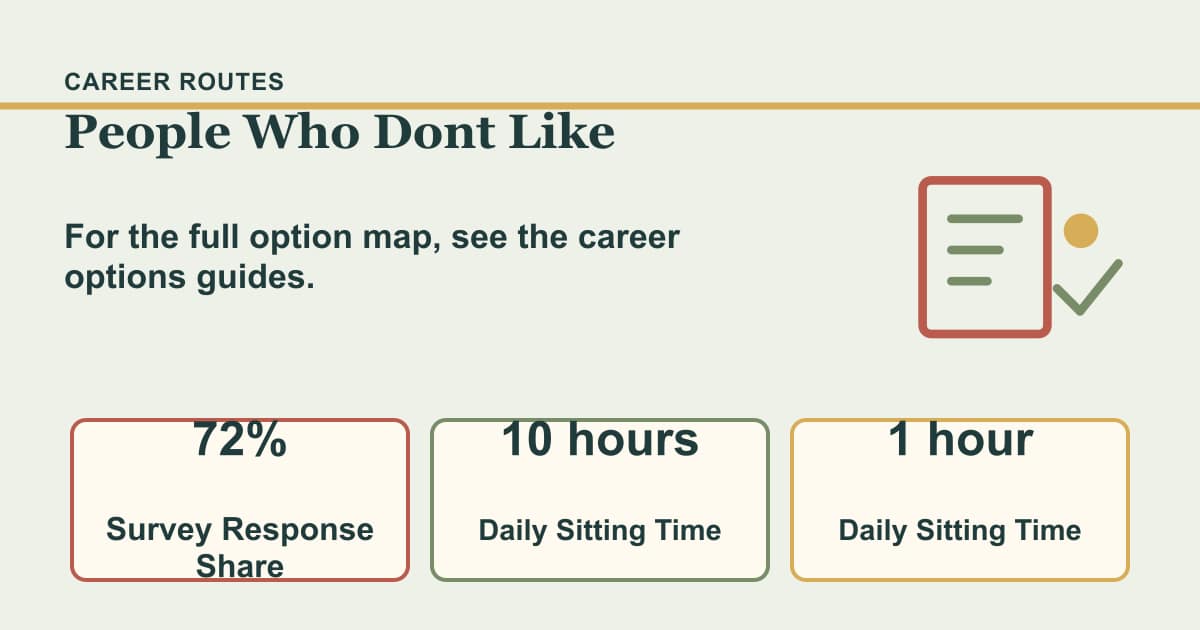 CAREER ROUTES
People Who Dont Like
For the full option map, see the career
options guides.
72%
Survey Response
Share
10 hours
Daily Sitting Time
1 hour
Daily Sitting Time